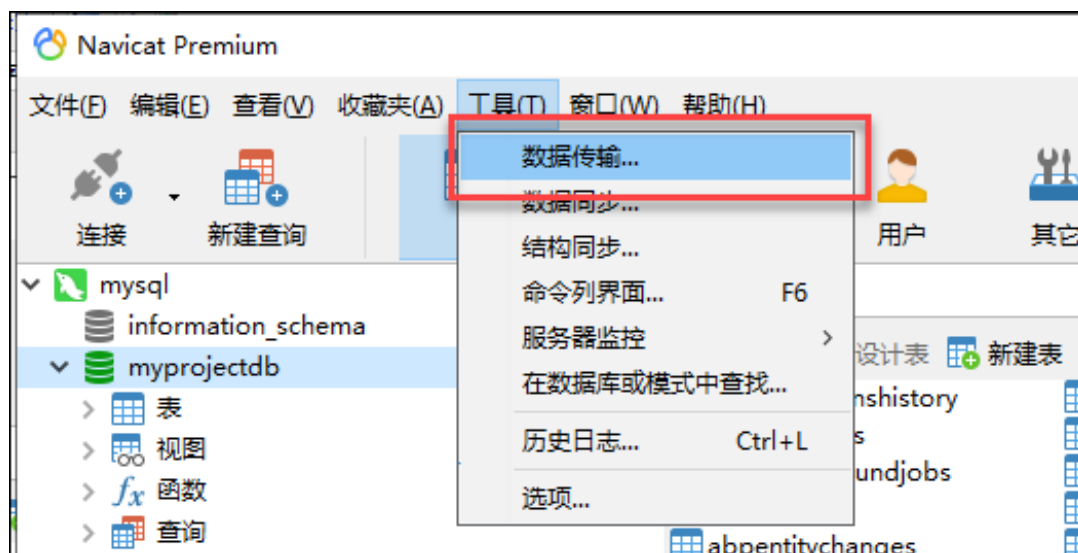 Navicat Premium
文件(F) 编辑(E) 查看(V) 收藏夹(A) 工具(T) 窗口(W) 帮助(H)
数据传输...
数据同步...
结构同步...
命令列界面... F6
服务器监控
在数据库或模式中查找...
历史日志... Ctrl+L
选项...
连接
新建查询
用户
其它
mysql
information_schema
myprojectdb
表
视图
fx 函数
查询
设计表 新建表
nshistory
s
undjobs
abpentitychanges